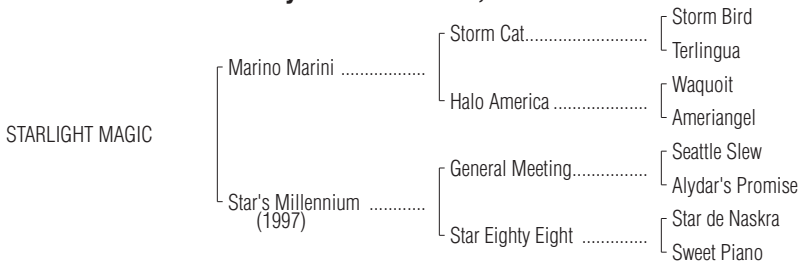 Storm Bird
Storm Cat........................
Terlingua
Marino Marini ..................
Waquoit
Halo America ....................
Ameriangel
STARLIGHT MAGIC
Seattle Slew
General Meeting................
Alydar's Promise
Star's Millennium ............
(1997)
Star de Naskra
Star Eighty Eight ..............
Sweet Piano